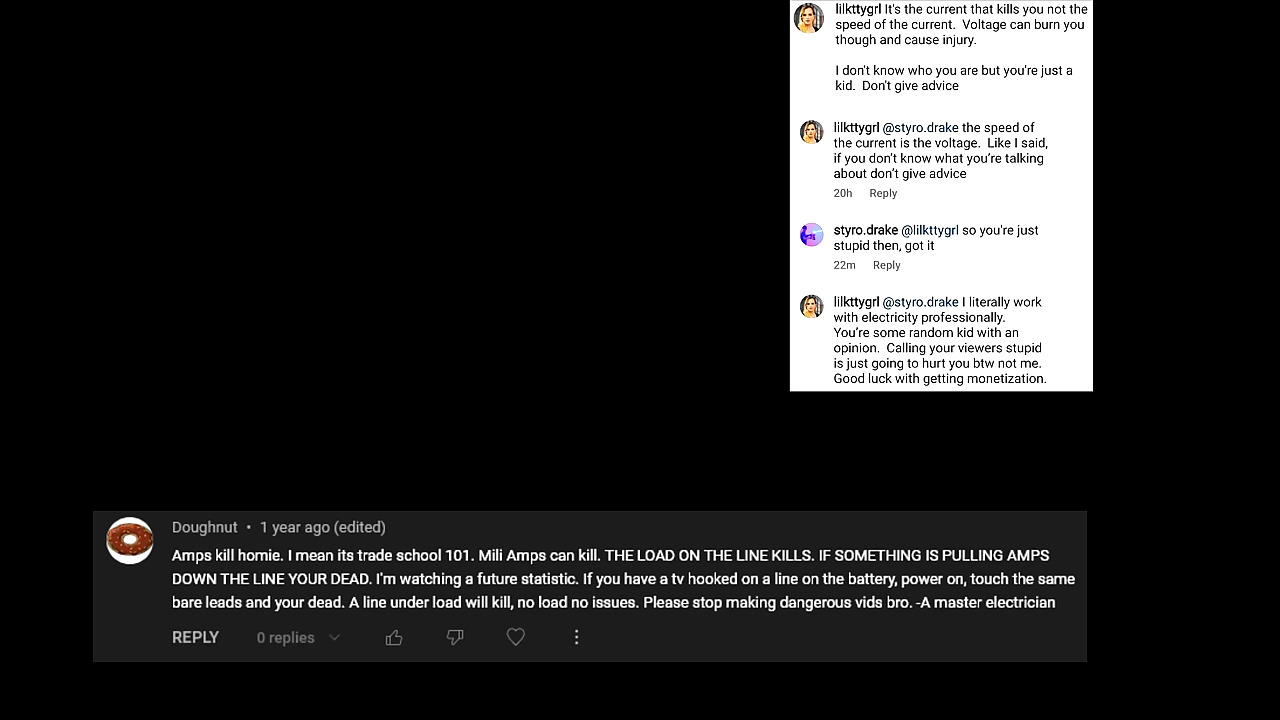 lilkttygrl It's the current that kills you not the
speed of the current.  Voltage can burn you
though and cause injury.
I don't know who you are but you're just a
kid.  Don't give advice
lilkttygrl @styro.drake the speed of
the current is the voltage.  Like I said,
if you don't know what you're talking
about don't give advice
20h Reply
styro.drake @lilkttygrl so you're just
stupid then, got it
22m Reply
lilkttygrl @styro.drake I literally work
with electricity professionally.
You're some random kid with an
opinion.  Calling your viewers stupid
is just going to hurt you btw not me.
Good luck with getting monetization.
Doughnut • 1 year ago (edited)
Amps kill homie. I mean its trade school 101. Mili Amps can kill. THE LOAD ON THE LINE KILLS. IF SOMETHING IS PULLING AMPS
DOWN THE LINE YOUR DEAD. I'm watching a future statistic. If you have a tv hooked on a line on the battery, power on, touch the same
bare leads and your dead. A line under load will kill, no load no issues. Please stop making dangerous vids bro. -A master electrician
REPLY 0 replies